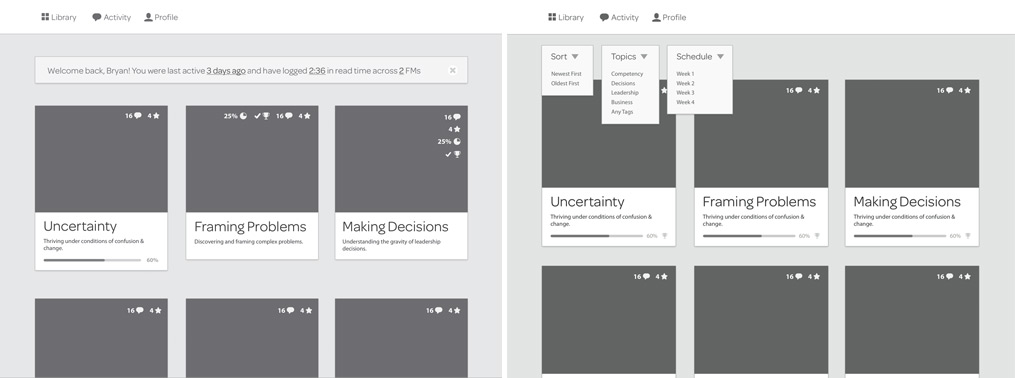 Library Activity Profile
Welcome back, Bryan! You were last active 3 days ago and have logged 2:36 in read time across 2 FMs
16 4
25% 16 4
16
4
25%
Uncertainty
Thriving under conditions of confusion &
change.
60%
Framing Problems
Discovering and framing complex problems.
Making Decisions
Understanding the gravity of leadership
decisions.
16 4
16 4
16 4
Library Activity Profile
Sort
Newest First
Oldest First
Topics
Competency
Decisions
Leadership
Business
Any Tags
Schedule
Week 1
Week 2
Week 3
Week 4
16 4
16 4
Uncertainty
Thriving under conditions of confusion &
change.
60%
Framing Problems
Thriving under conditions of confusion &
change.
60%
Making Decisions
Thriving under conditions of confusion &
change.
60%
16 4
16 4
16 4